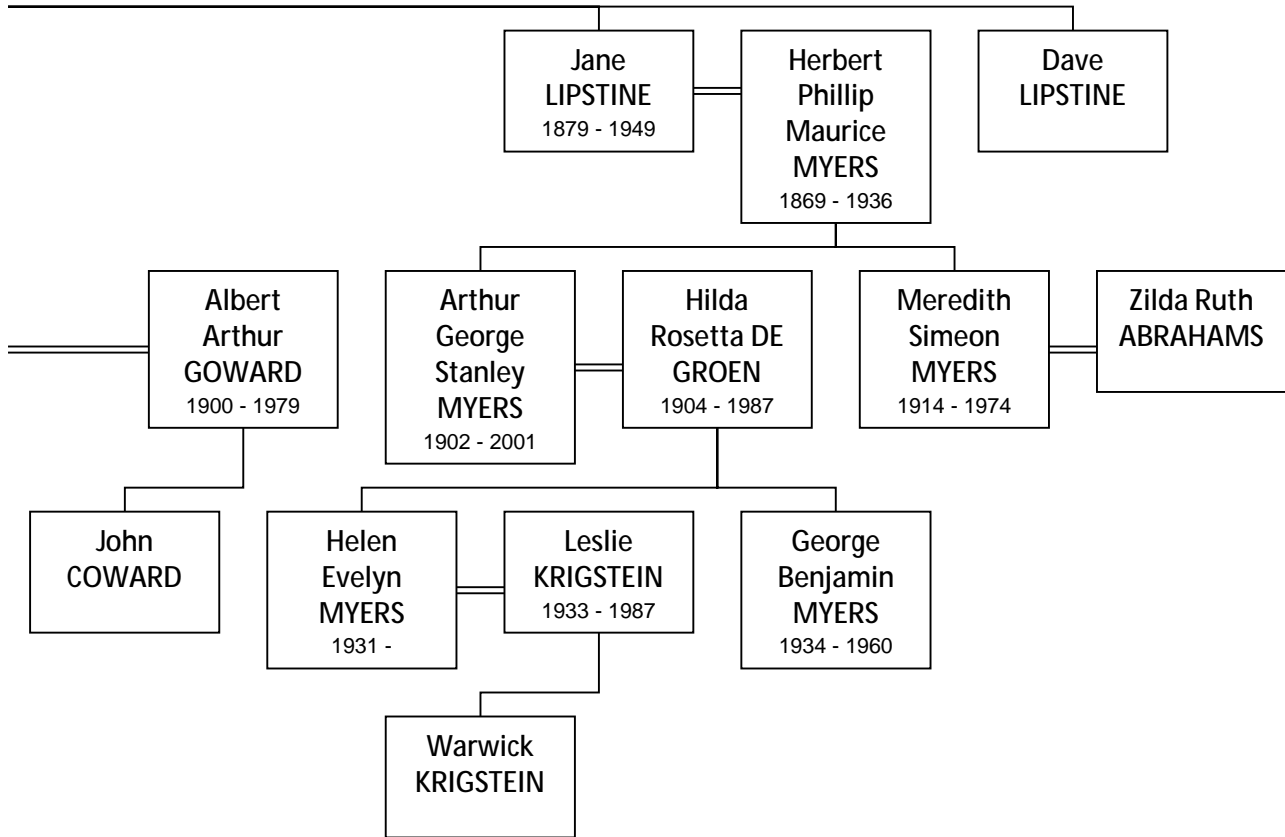 Jane
LIPSTINE
1879 - 1949
Herbert
Phillip
Maurice
MYERS
1869 - 1936
Dave
LIPSTINE
Albert
Arthur
GOWARD
1900 - 1979
Arthur
George
Stanley
MYERS
1902 - 2001
Hilda
Rosetta DE
GROEN
1904 - 1987
Meredith
Simeon
MYERS
1914 - 1974
Zilda Ruth
ABRAHAMS
John
COWARD
Helen
Evelyn
MYERS
1931 -
Leslie
KRIGSTEIN
1933 - 1987
George
Benjamin
MYERS
1934 - 1960
Warwick
KRIGSTEIN